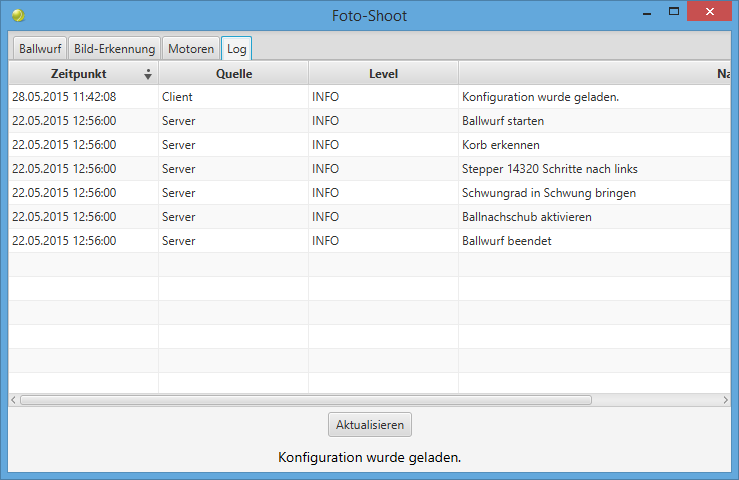 Foto-Shoot
Ballwurf Bild-Erkennung Motoren Log
Zeitpunkt Quelle Level Na
28.05.2015 11:42:08 Client INFO Konfiguration wurde geladen.
22.05.2015 12:56:00 Server INFO Ballwurf starten
22.05.2015 12:56:00 Server INFO Korb erkennen
22.05.2015 12:56:00 Server INFO Stepper 14320 Schritte nach links
22.05.2015 12:56:00 Server INFO Schwungrad in Schwung bringen
22.05.2015 12:56:00 Server INFO Ballnachschub aktivieren
22.05.2015 12:56:00 Server INFO Ballwurf beendet
Aktualisieren
Konfiguration wurde geladen.